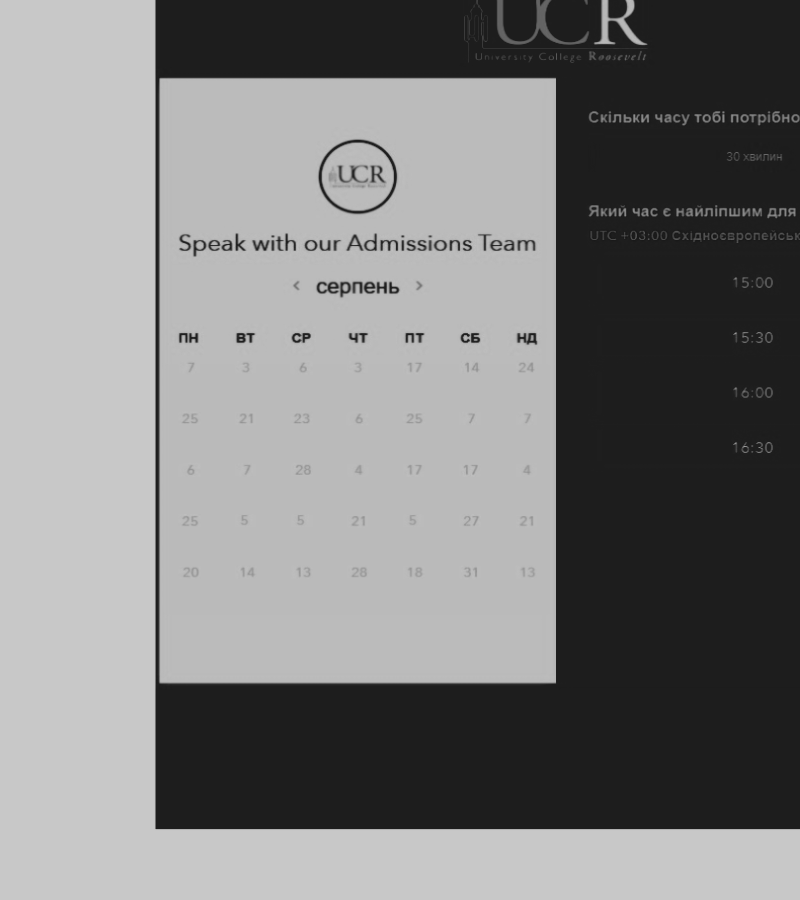 UCR
University College Roosevelt
UCR
Speak with our Admissions Team
< серпень >
ПН ВТ СР ЧТ ПТ СБ НД
7 3 6 3 17 14 24
25 21 23 6 25 7 7
6 7 28 4 17 17 4
25 5 5 21 5 27 21
20 14 13 28 18 31 13
Скільки часу тобі потрібно
30 хвилин
Який час є найліпшим для
UTC +03:00 Східноєвропейськ
15:00
15:30
16:00
16:30